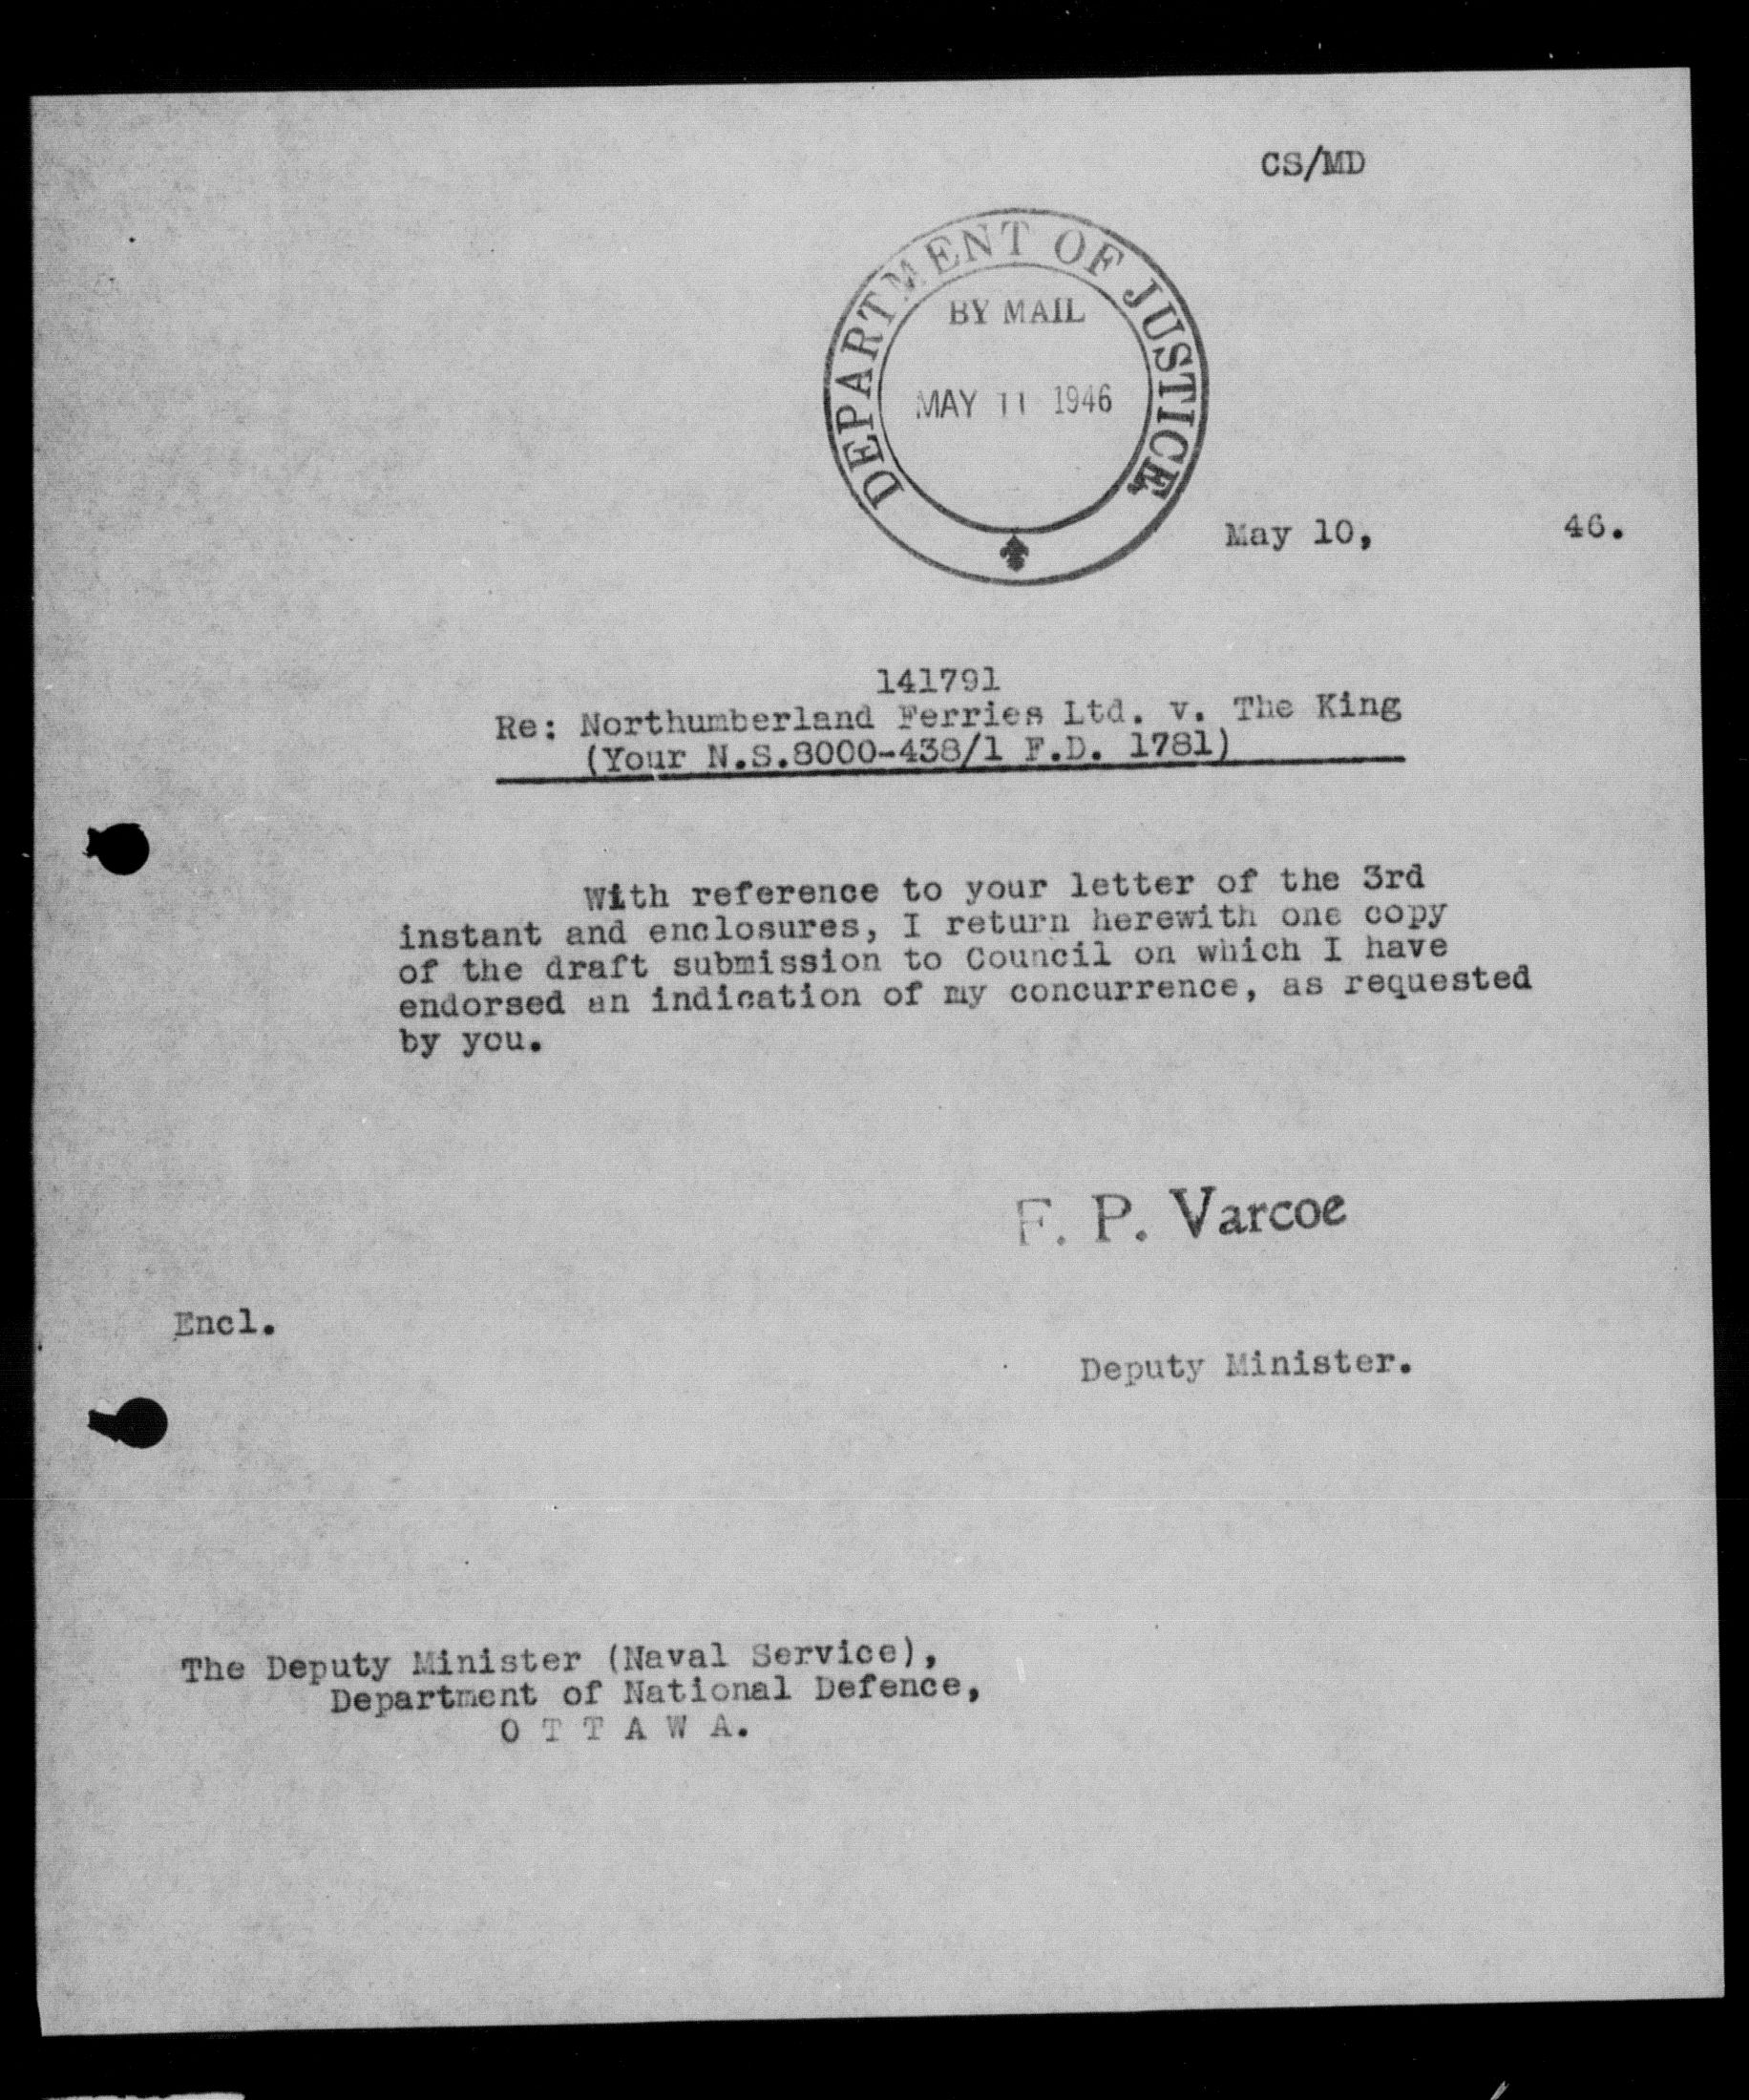 CS/MD
DEPARTMENT OF JUSTICE
BY MAIL
MAY 11 1946
May 10, 46.
141791
Re: Northumberland Ferries Ltd. v. The King
(Your N.S.8000-438/1 F.D. 1781)
With reference to your letter of the 3rd
instant and enclosures, I return herewith one copy
of the draft submission to Council on which I have
endorsed an indication of my concurrence, as requested
by you.
F. P. Varcoe
Encl.
Deputy Minister.
The Deputy Minister (Naval Service),
Department of National Defence,
O T T A W A.